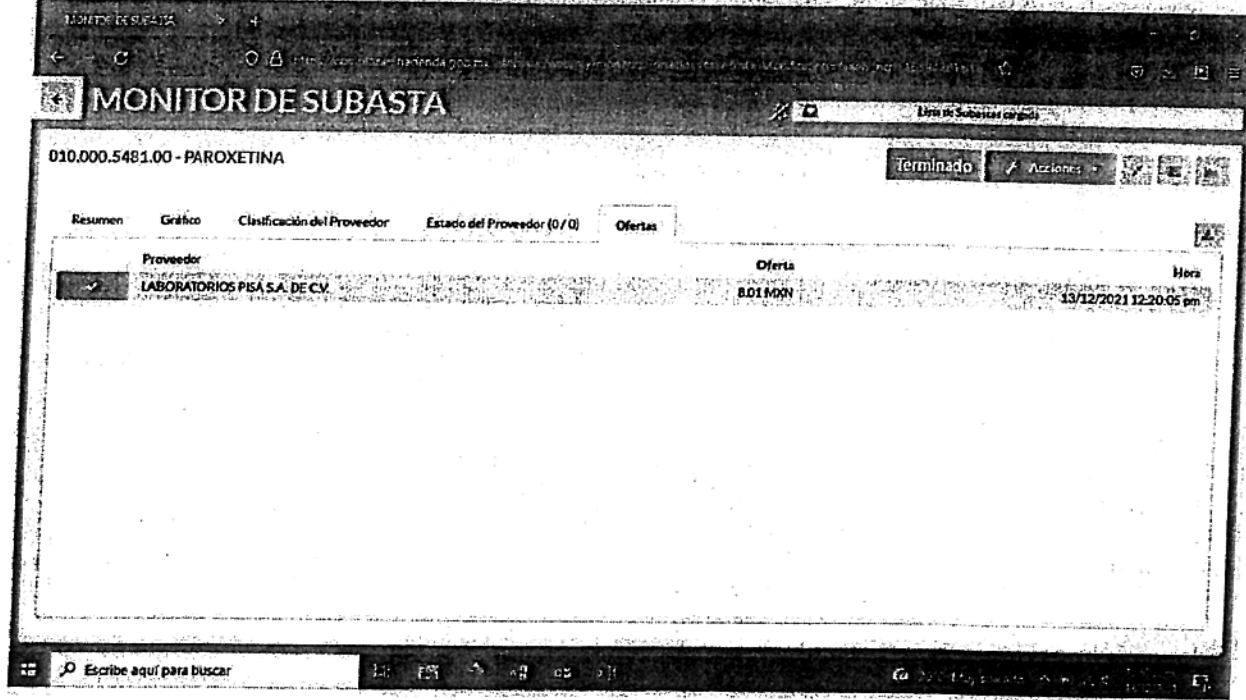 MONITOR DE SUBASTA
MONITOR DE SUBASTA
Lista de Subastas cargada
010.000.5481.00 - PAROXETINA
Terminado
Acciones
Resumen Gráfico Clasificación del Proveedor Estado del Proveedor (0 / 0) Ofertas
Proveedor Oferta Hora
LABORATORIOS PISA S.A. DE C.V. 8.01 MXN 13/12/2021 12:20:05 pm
Escribe aquí para buscar